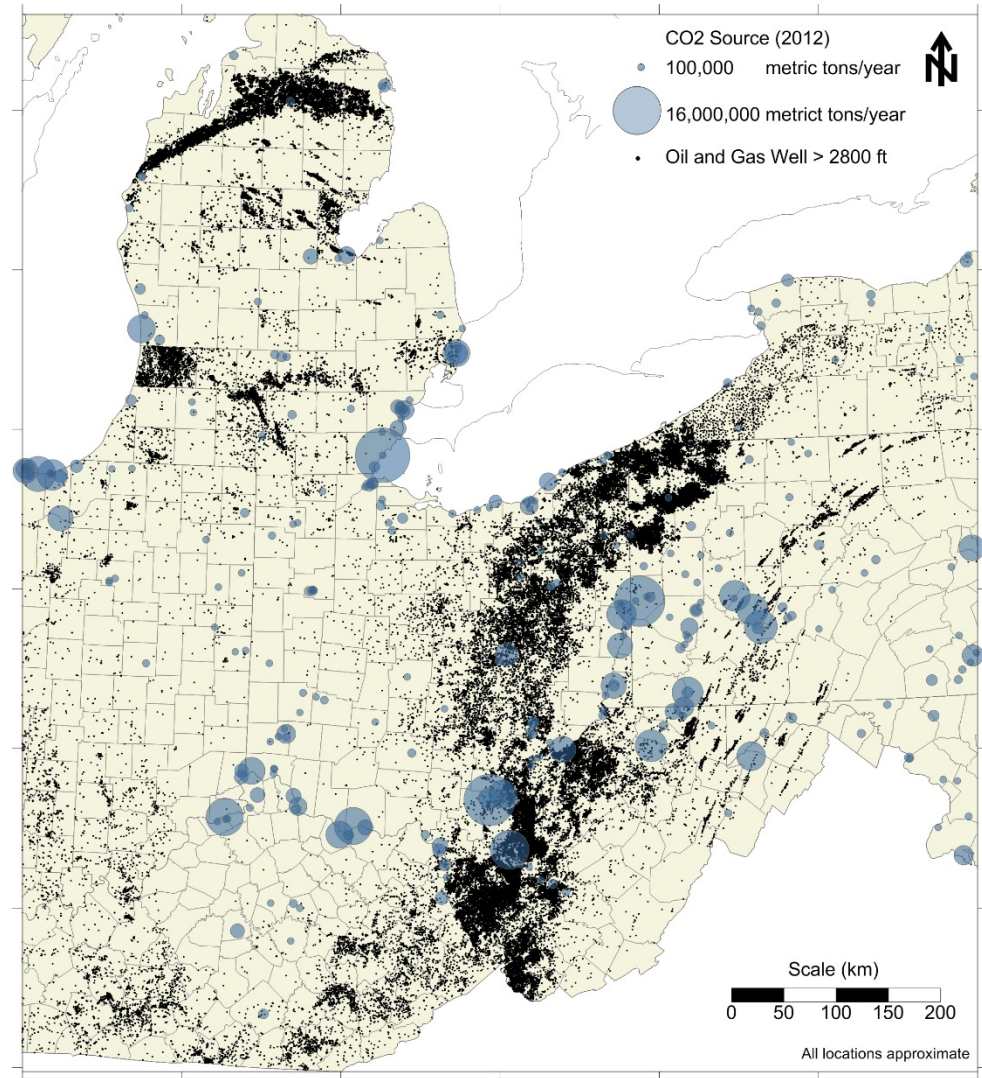 CO2 Source (2012)
100,000 metric tons/year
16,000,000 metrict tons/year
Oil and Gas Well > 2800 ft
N
Scale (km)
0 50 100 150 200
All locations approximate